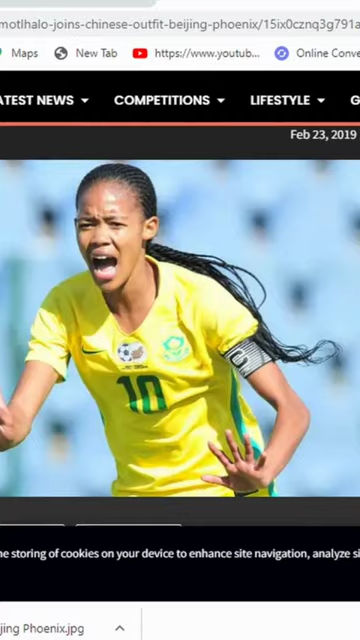 motlhalo-joins-chinese-outfit-beijing-phoenix/15ix0cznq3g791a
Maps New Tab https://www.youtub... Online Conve
ATEST NEWS COMPETITIONS LIFESTYLE G
Feb 23, 2019
10
he storing of cookies on your device to enhance site navigation, analyze si
jing Phoenix.jpg